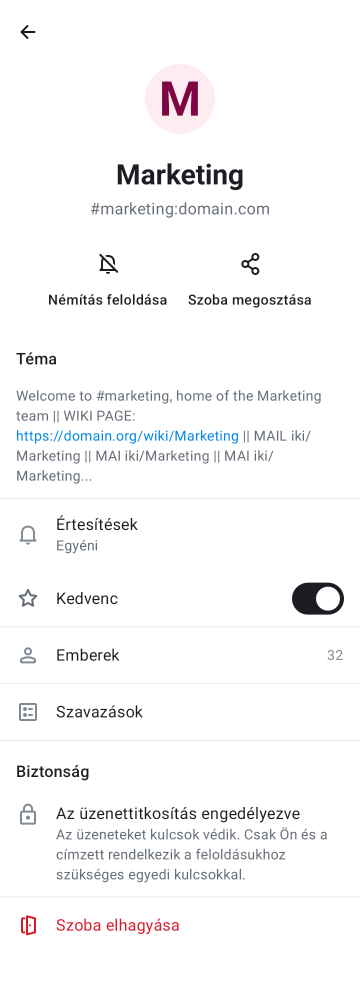 M
Marketing
#marketing:domain.com
Némítás feloldása
Szoba megosztása
Téma
Welcome to #marketing, home of the Marketing
team || WIKI PAGE:
https://domain.org/wiki/Marketing || MAIL iki/
Marketing || MAI iki/Marketing || MAI iki/
Marketing...
Értesítések
Egyéni
Kedvenc
Emberek 32
Szavazások
Biztonság
Az üzenettitkosítás engedélyezve
Az üzeneteket kulcsok védik. Csak Ön és a
címzett rendelkezik a feloldásukhoz
szükséges egyedi kulcsokkal.
Szoba elhagyása